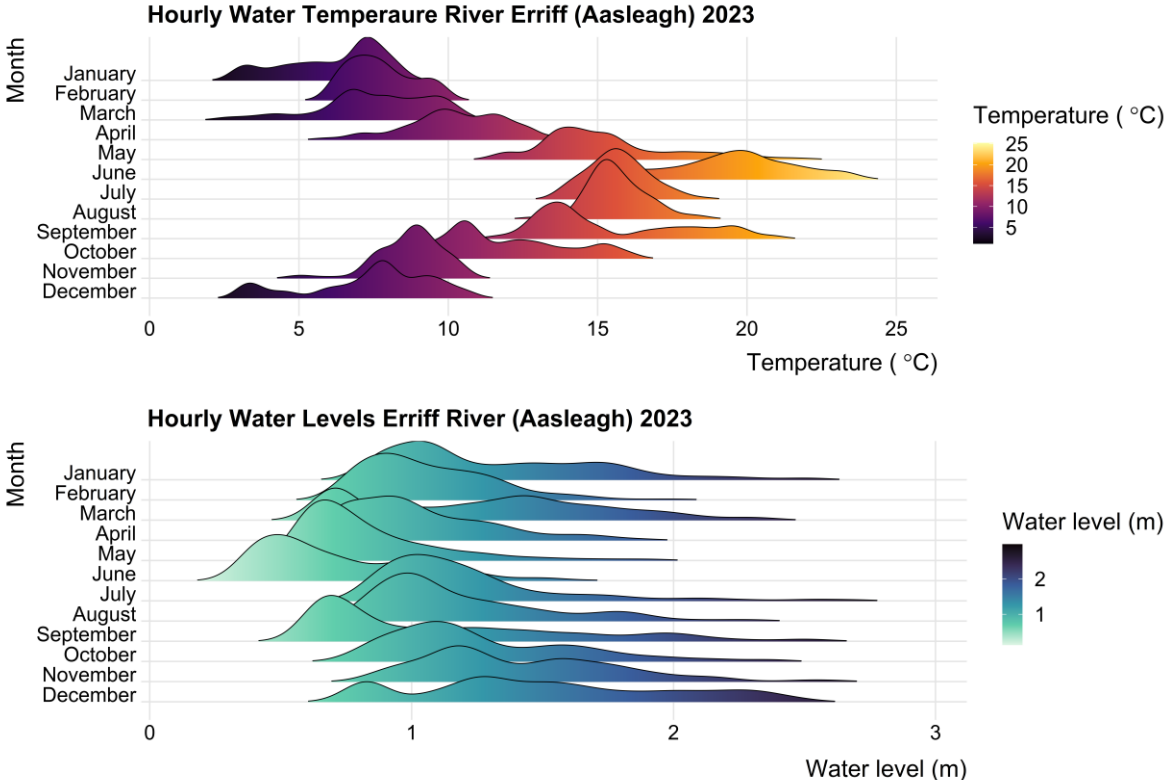 Hourly Water Temperaure River Erriff (Aasleagh) 2023
Month
January
February
March
April
May
June
July
August
September
October
November
December
0 5 10 15 20 25
Temperature ( °C)
Temperature ( °C)
25
20
15
10
5
Hourly Water Levels Erriff River (Aasleagh) 2023
Month
January
February
March
April
May
June
July
August
September
October
November
December
0 1 2 3
Water level (m)
Water level (m)
2
1